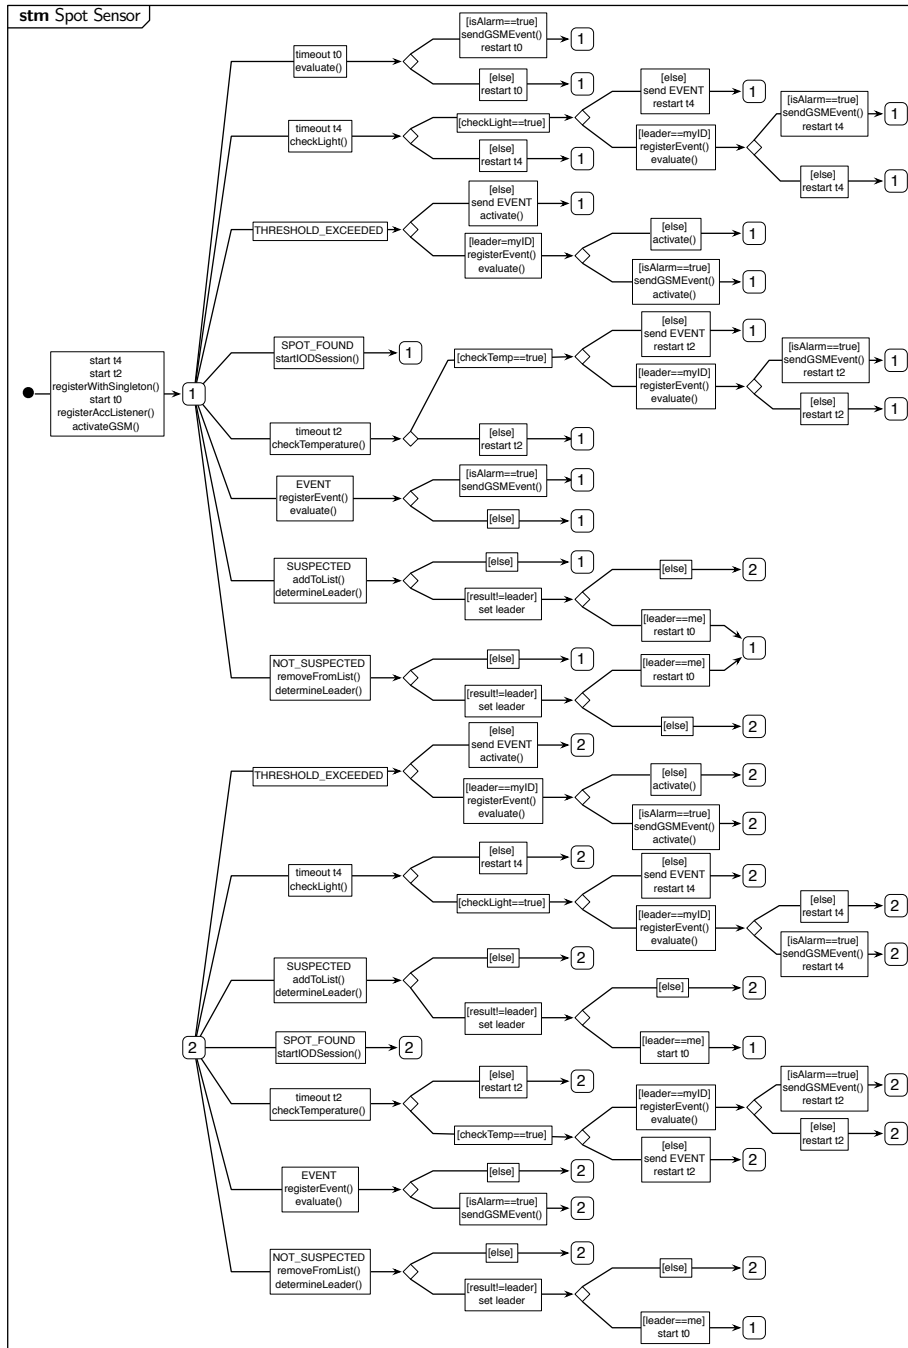 stm Spot Sensor
[isAlarm==true]
sendGSMEvent()
restart t0
1
timeout t0
evaluate()
[else]
restart t0
1
[else]
send EVENT
restart t4
1
[isAlarm==true]
sendGSMEvent()
restart t4
1
timeout t4
checkLight()
[checkLight==true]
[leader==myID]
registerEvent()
evaluate()
[else]
restart t4
1
[else]
restart t4
1
[else]
send EVENT
activate()
1
THRESHOLD_EXCEEDED
[leader=myID]
registerEvent()
evaluate()
[else]
activate()
1
[isAlarm==true]
sendGSMEvent()
activate()
1
start t4
start t2
registerWithSingleton()
start t0
registerAccListener()
activateGSM()
1
SPOT_FOUND
startIODSession()
1
[checkTemp==true]
[else]
send EVENT
restart t2
1
[leader==myID]
registerEvent()
evaluate()
[isAlarm==true]
sendGSMEvent()
restart t2
1
[else]
restart t2
1
timeout t2
checkTemperature()
[else]
restart t2
1
EVENT
registerEvent()
evaluate()
[isAlarm==true]
sendGSMEvent()
1
[else]
1
SUSPECTED
addToList()
determineLeader()
[else]
1
[result!=leader]
set leader
[else]
2
[leader==me]
restart t0
1
NOT_SUSPECTED
removeFromList()
determineLeader()
[else]
1
[leader==me]
restart t0
[result!=leader]
set leader
[else]
2
[else]
send EVENT
activate()
2
THRESHOLD_EXCEEDED
[leader==myID]
registerEvent()
evaluate()
[else]
activate()
2
[isAlarm==true]
sendGSMEvent()
activate()
2
timeout t4
checkLight()
[else]
restart t4
2
[checkLight==true]
[else]
send EVENT
restart t4
2
[leader==myID]
registerEvent()
evaluate()
[else]
restart t4
2
[isAlarm==true]
sendGSMEvent()
restart t4
2
SUSPECTED
addToList()
determineLeader()
[else]
2
[result!=leader]
set leader
[else]
2
[leader==me]
start t0
1
2
SPOT_FOUND
startIODSession()
2
timeout t2
checkTemperature()
[else]
restart t2
2
[checkTemp==true]
[leader==myID]
registerEvent()
evaluate()
[isAlarm==true]
sendGSMEvent()
restart t2
2
[else]
restart t2
2
[else]
send EVENT
restart t2
2
EVENT
registerEvent()
evaluate()
[else]
2
[isAlarm==true]
sendGSMEvent()
2
NOT_SUSPECTED
removeFromList()
determineLeader()
[else]
2
[result!=leader]
set leader
[else]
2
[leader==me]
start t0
1